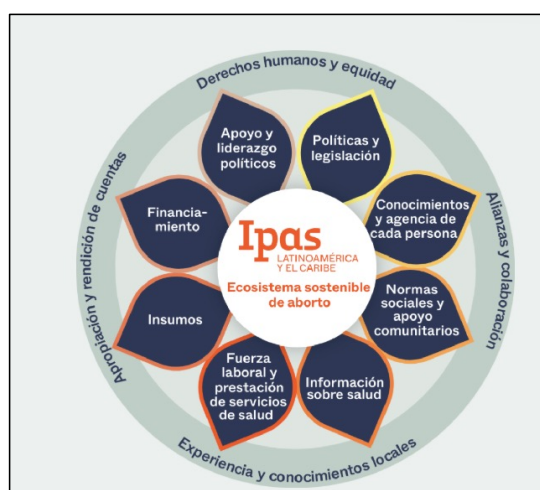 Derechos humanos y equidad
Apoyo y
liderazgo
políticos
Políticas y
legislación
Conocimientos
y agencia de
cada persona
Alianzas y colaboración
Normas
sociales y
apoyo
comunitarios
Información
sobre salud
Experiencia y conocimientos locales
Fuerza
laboral y
prestación
de servicios
de salud
Insumos
Financia-
miento
Apropiación y rendición de cuentas
Ipas
LATINOAMÉRICA
Y EL CARIBE
Ecosistema sostenible
de aborto